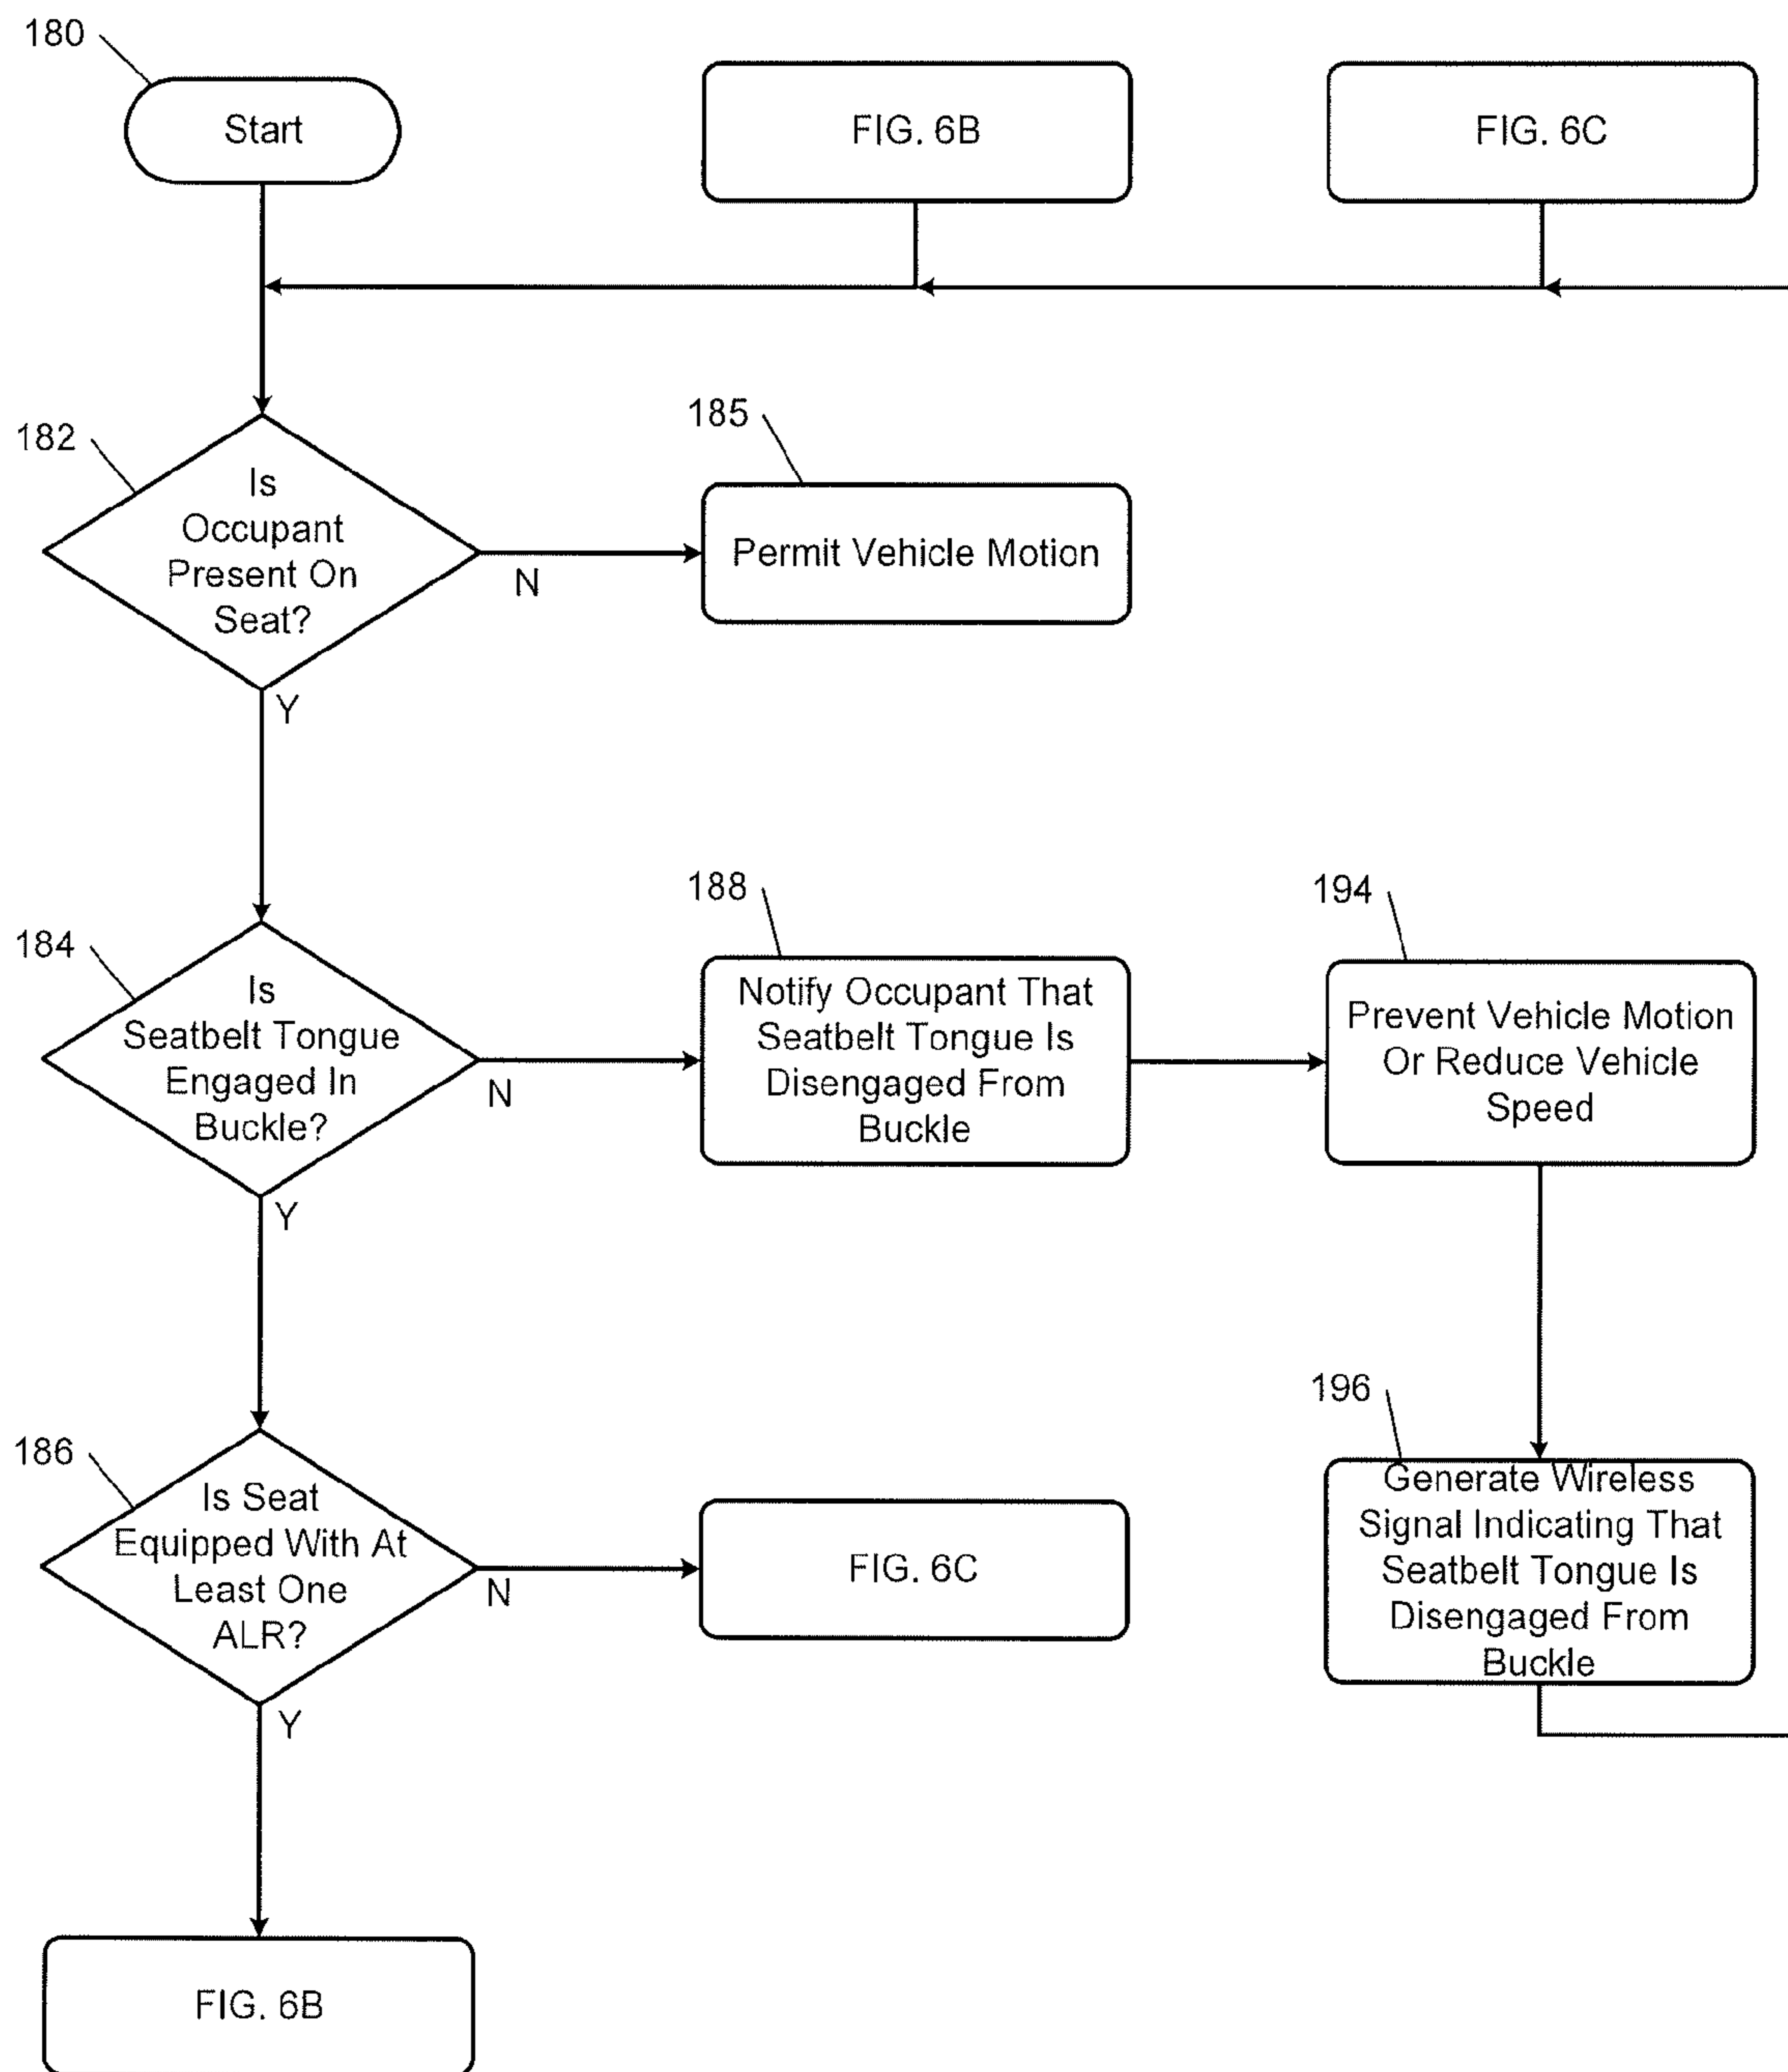 180
Start
FIG. 6B
FIG. 6C
182
Is
Occupant
Present On
Seat?
N
Y
185
Permit Vehicle Motion
184
Is
Seatbelt Tongue
Engaged In
Buckle?
N
Y
188
Notify Occupant That
Seatbelt Tongue Is
Disengaged From
Buckle
194
Prevent Vehicle Motion
Or Reduce Vehicle
Speed
196
Generate Wireless
Signal Indicating That
Seatbelt Tongue Is
Disengaged From
Buckle
186
Is Seat
Equipped With At
Least One
ALR?
N
Y
FIG. 6C
FIG. 6B